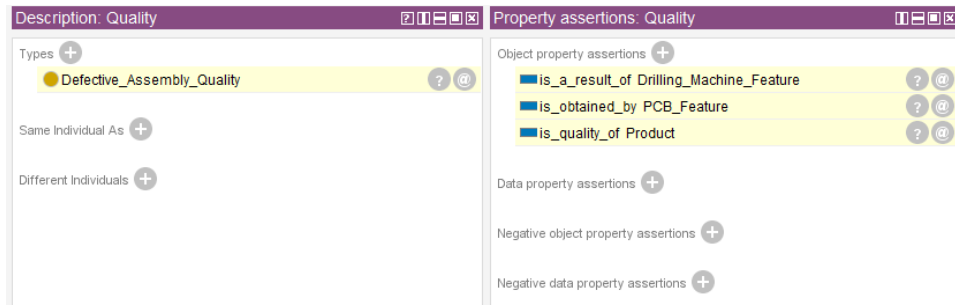 Description: Quality
Types
Defective_Assembly_Quality
Same Individual As
Different Individuals
Property assertions: Quality
Object property assertions
is_a_result_of Drilling_Machine_Feature
is_obtained_by PCB_Feature
is_quality_of Product
Data property assertions
Negative object property assertions
Negative data property assertions